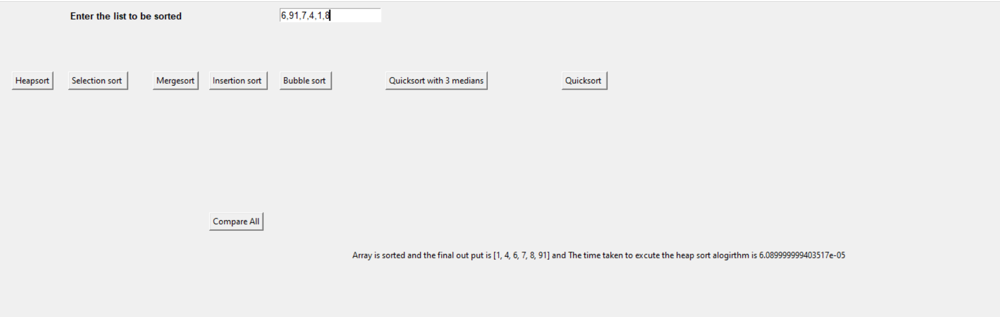 Enter the list to be sorted 6,91,7,4,1,8
Heapsort Selection sort Mergesort Insertion sort Bubble sort Quicksort with 3 medians Quicksort
Compare All
Array is sorted and the final out put is [1, 4, 6, 7, 8, 91] and The time taken to excute the heap sort alogirthm is 6.089999999403517e-05